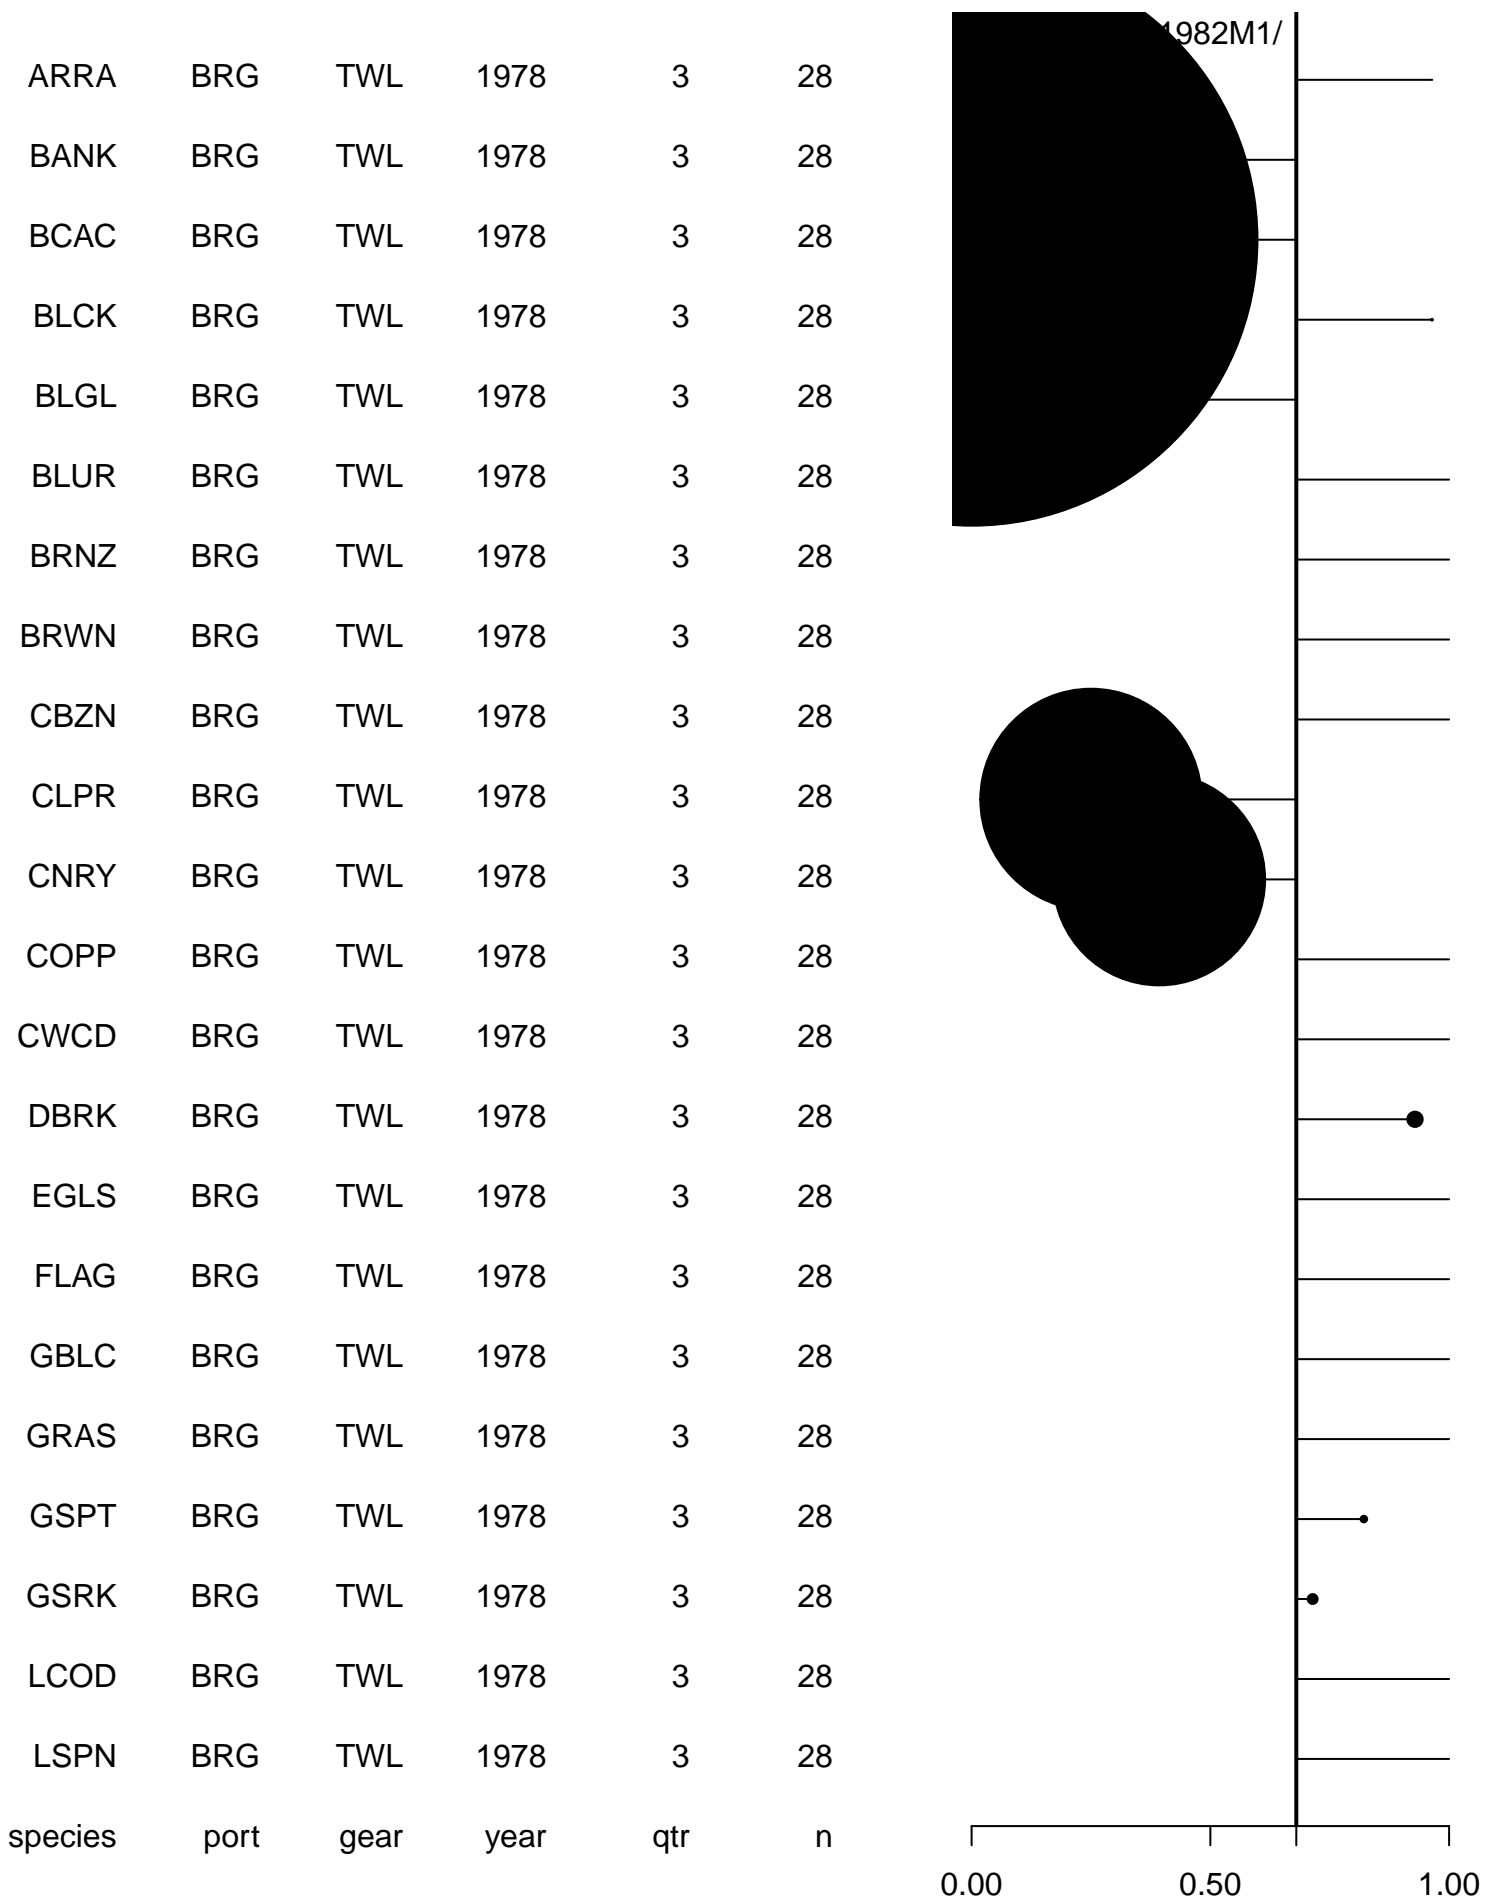 1982M1/
ARRA BRG TWL 1978 3 28
BANK BRG TWL 1978 3 28
BCAC BRG TWL 1978 3 28
BLCK BRG TWL 1978 3 28
BLGL BRG TWL 1978 3 28
BLUR BRG TWL 1978 3 28
BRNZ BRG TWL 1978 3 28
BRWN BRG TWL 1978 3 28
CBZN BRG TWL 1978 3 28
CLPR BRG TWL 1978 3 28
CNRY BRG TWL 1978 3 28
COPP BRG TWL 1978 3 28
CWCD BRG TWL 1978 3 28
DBRK BRG TWL 1978 3 28
EGLS BRG TWL 1978 3 28
FLAG BRG TWL 1978 3 28
GBLC BRG TWL 1978 3 28
GRAS BRG TWL 1978 3 28
GSPT BRG TWL 1978 3 28
GSRK BRG TWL 1978 3 28
LCOD BRG TWL 1978 3 28
LSPN BRG TWL 1978 3 28
species port gear year qtr n
0.00 0.50 1.00